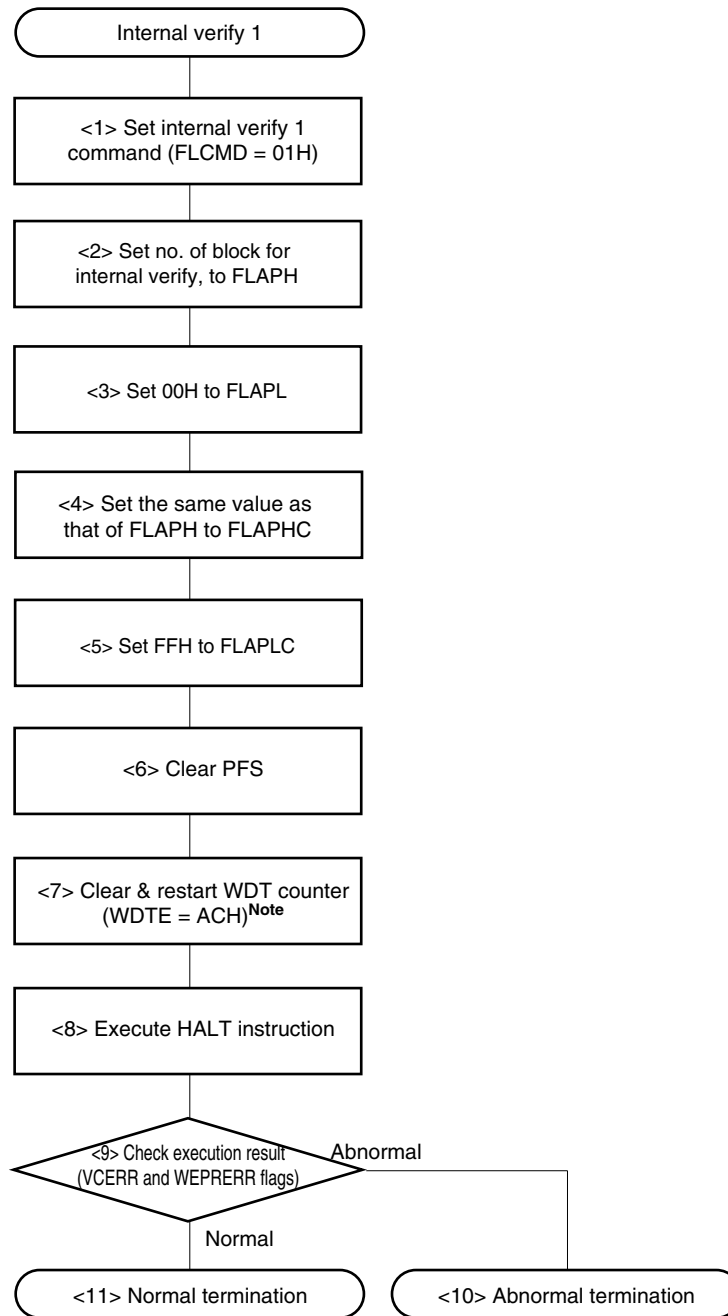 Internal verify 1
<1> Set internal verify 1
command (FLCMD = 01H)
<2> Set no. of block for
internal verify, to FLAPH
<3> Set 00H to FLAPL
<4> Set the same value as
that of FLAPH to FLAPHC
<5> Set FFH to FLAPLC
<6> Clear PFS
<7> Clear & restart WDT counter
(WDTE = ACH)Note
<8> Execute HALT instruction
<9> Check execution result
(VCERR and WEPRERR flags)
Abnormal
Normal
<11> Normal termination
<10> Abnormal termination